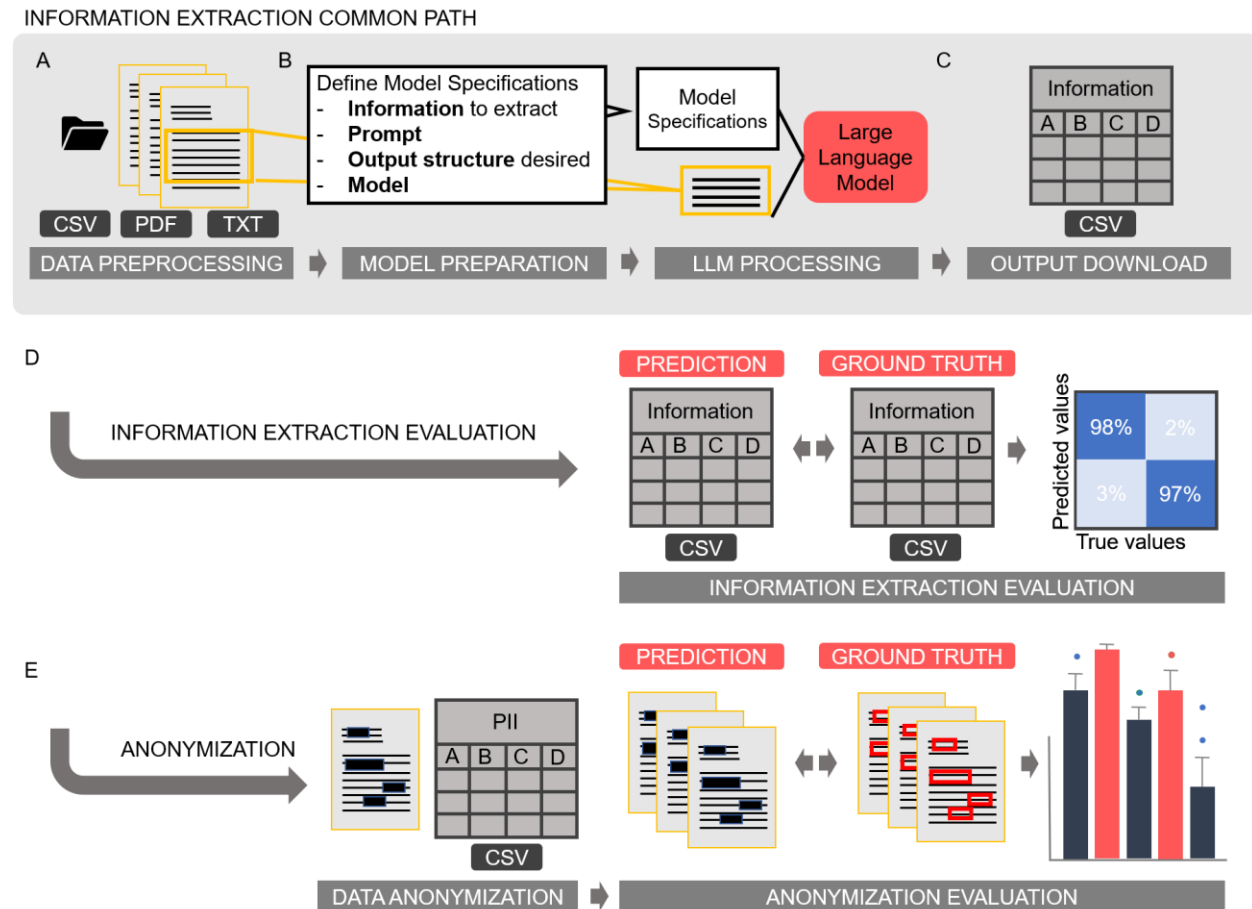 INFORMATION EXTRACTION COMMON PATH
A
B
C
Define Model Specifications
- Information to extract
- Prompt
- Output structure desired
- Model
Model
Specifications
Large
Language
Model
Information
A B C D
CSV PDF TXT
CSV
DATA PREPROCESSING
MODEL PREPARATION
LLM PROCESSING
OUTPUT DOWNLOAD
D
INFORMATION EXTRACTION EVALUATION
PREDICTION
GROUND TRUTH
Information
A B C D
CSV
Information
A B C D
CSV
Predicted values
98% 2%
3% 97%
True values
INFORMATION EXTRACTION EVALUATION
E
ANONYMIZATION
PII
A B C D
CSV
PREDICTION
GROUND TRUTH
DATA ANONYMIZATION
ANONYMIZATION EVALUATION